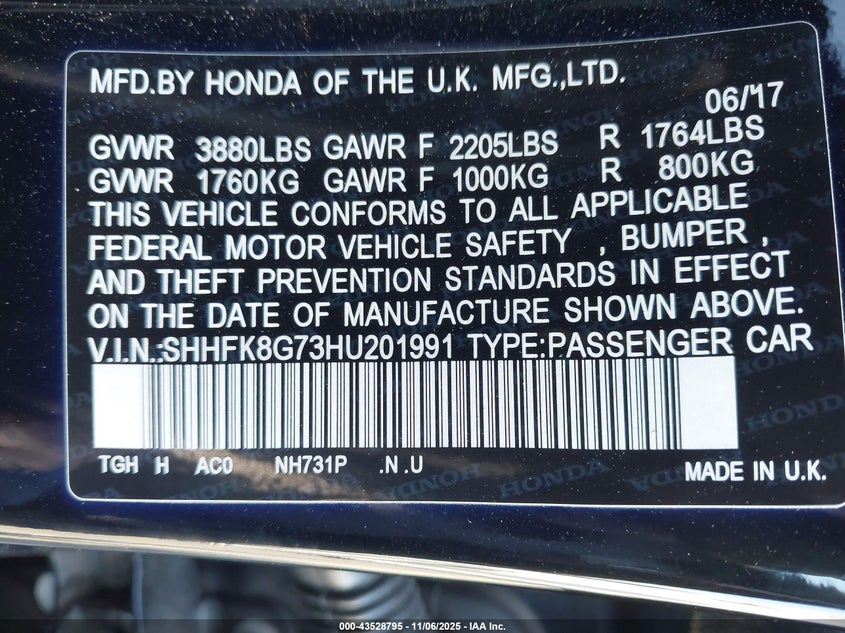 MFD.BY HONDA OF THE U.K. MFG.,LTD.
06/'17
GVWR 3880LBS GAWR F 2205LBS R 1764LBS
GVWR 1760KG GAWR F 1000KG R 800KG
THIS VEHICLE CONFORMS TO ALL APPLICABLE
FEDERAL MOTOR VEHICLE SAFETY , BUMPER ,
AND THEFT PREVENTION STANDARDS IN EFFECT
ON THE DATE OF MANUFACTURE SHOWN ABOVE.
V.I.N.:SHHFK8G73HU201991 TYPE:PASSENGER CAR
TGH H AC0 NH731P .N .U
MADE IN U.K.
000-43528795 - 11/06/2025 - IAA Inc.